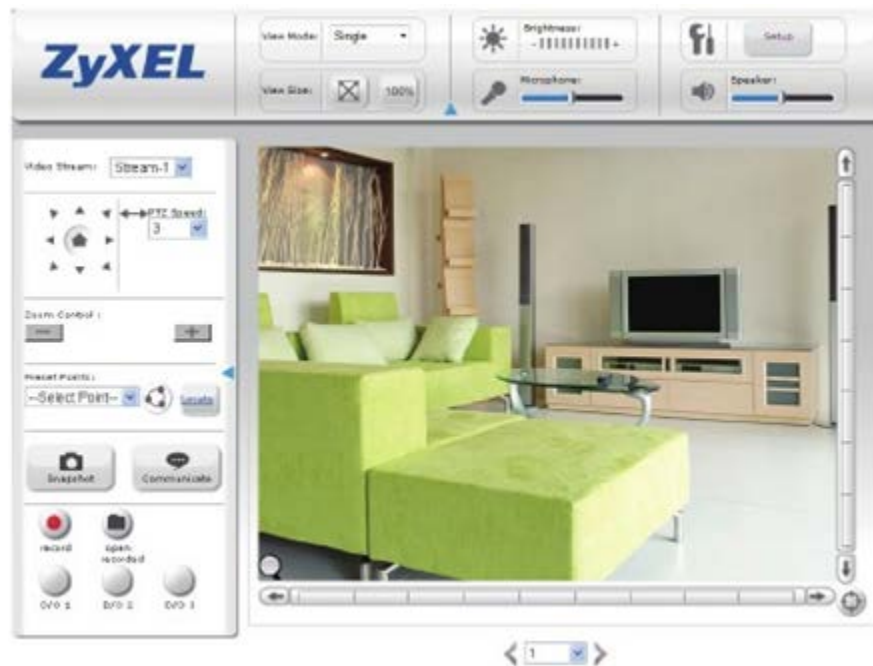 ZyXEL
View Mode: Single
View Size: 100%
Brightness:
- +
Microphone:
Setup
Speaker:
Video Stream: Stream-1
PTZ Speed:
3
Zoom Control :
Preset Points:
--Select Point-- Locate
Snapshot Communicate
record open recorded
D/O 1 D/O 2 D/O 3
1